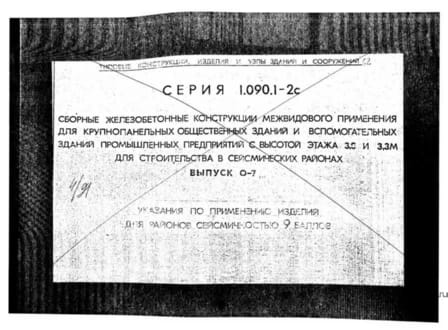 ТИПОВЫЕ КОНСТРУКЦИИ, ИЗДЕЛИЯ И УЗЛЫ ЗДАНИЙ И СООРУЖЕНИЙ
СЕРИЯ 1.090.1-2с
СБОРНЫЕ ЖЕЛЕЗОБЕТОННЫЕ КОНСТРУКЦИИ МЕЖВИДОВОГО ПРИМЕНЕНИЯ
ДЛЯ КРУПНОПАНЕЛЬНЫХ ОБЩЕСТВЕННЫХ ЗДАНИЙ И ВСПОМОГАТЕЛЬНЫХ
ЗДАНИЙ ПРОМЫШЛЕННЫХ ПРЕДПРИЯТИЙ С ВЫСОТОЙ ЭТАЖА 3.0 И 3.3М
ДЛЯ СТРОИТЕЛЬСТВА В СЕЙСМИЧЕСКИХ РАЙОНАХ
ВЫПУСК 0-7
4/91
УКАЗАНИЯ ПО ПРИМЕНЕНИЮ ИЗДЕЛИЙ
ДЛЯ РАЙОНОВ СЕЙСМИЧНОСТЬЮ 9 БАЛЛОВ